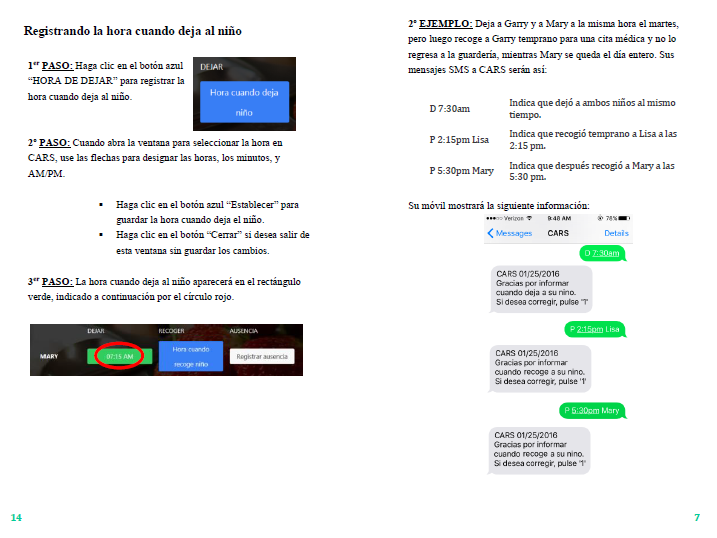 Registrando la hora cuando deja al niño
1er PASO: Haga clic en el botón azul
“HORA DE DEJAR” para registrar la
hora cuando deja al niño.
DEJAR
Hora cuando deja
niño
2º PASO: Cuando abra la ventana para seleccionar la hora en
CARS, use las flechas para designar las horas, los minutos, y
AM/PM.
▪ Haga clic en el botón azul “Establecer” para
guardar la hora cuando deja el niño.
▪ Haga clic en el botón “Cerrar” si desea salir de
esta ventana sin guardar los cambios.
3er PASO: La hora cuando deja al niño aparecerá en el rectángulo
verde, indicado a continuación por el círculo rojo.
DEJAR RECOGER AUSENCIA
MARY 07:15 AM Hora cuando
recoge niño Registrar ausencia
14
2º EJEMPLO: Deja a Garry y a Mary a la misma hora el martes,
pero luego recoge a Garry temprano para una cita médica y no lo
regresa a la guardería, mientras Mary se queda el día entero. Sus
mensajes SMS a CARS serán así:
D 7:30am Indica que dejó a ambos niños al mismo
tiempo.
P 2:15pm Lisa Indica que recogió temprano a Lisa a las
2:15 pm.
P 5:30pm Mary Indica que después recogió a Mary a las
5:30 pm.
Su móvil mostrará la siguiente información:
Verizon 9:48 AM 76%
Messages CARS Details
D 7:30am
CARS 01/25/2016
Gracias por informar
cuando deja a su nino.
Si desea corregir, pulse '1'
P 2:15pm Lisa
CARS 01/25/2016
Gracias por informar
cuando recoge a su nino.
Si desea corregir, pulse '1'
P 5:30pm Mary
CARS 01/25/2016
Gracias por informar
cuando recoge a su nino.
Si desea corregir, pulse '1'
7